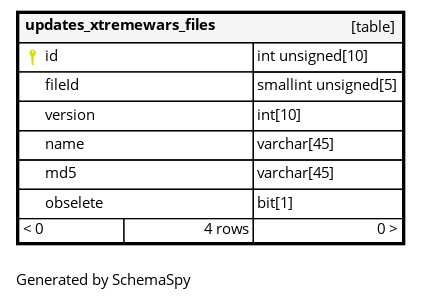 updates_xtremewars_files [table]
id int unsigned[10]
fileId smallint unsigned[5]
version int[10]
name varchar[45]
md5 varchar[45]
obselete bit[1]
< 0 4 rows 0 >
Generated by SchemaSpy